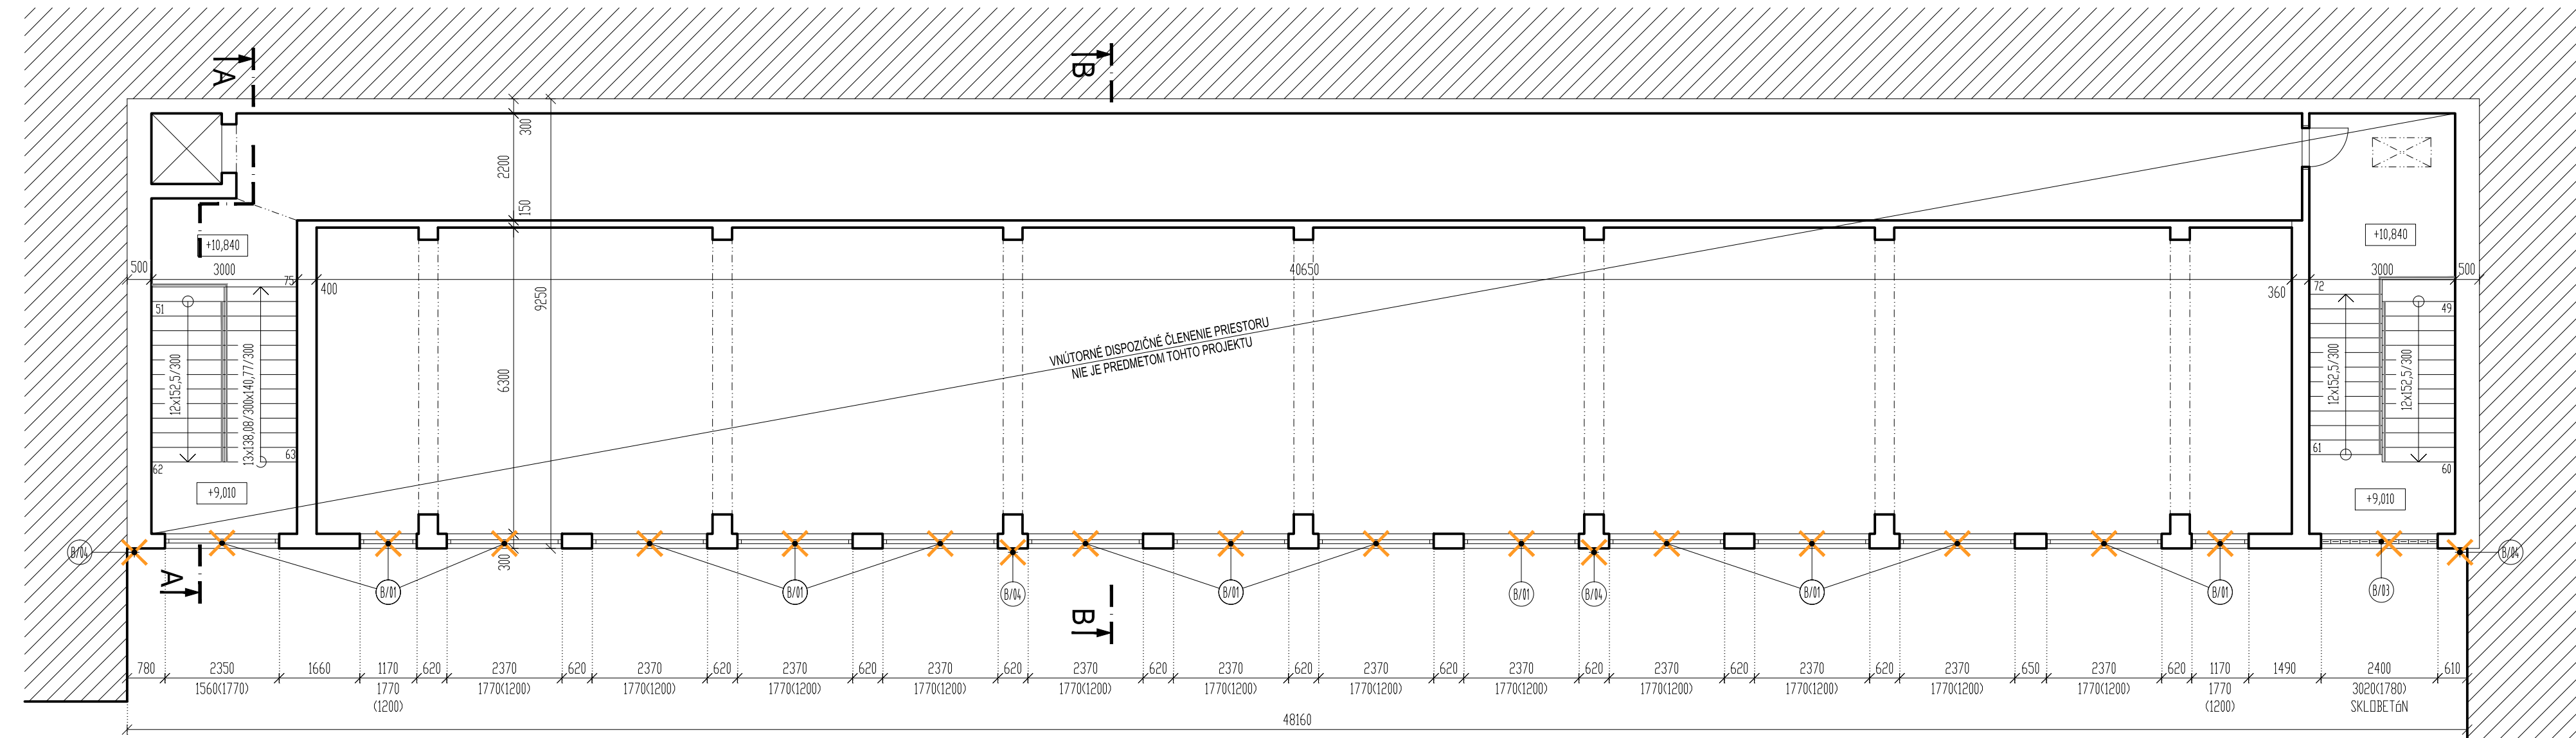 A
B
300
2200
150
+10,840
+10,840
500
3000
75
400
40650
3000
500
360
72
51
49
9250
VNÚTORNÉ DISPOZIČNÉ ČLENENIE PRIESTORU
NIE JE PREDMETOM TOHTO PROJEKTU
6300
12x152,5/300
13x138,08/300x140,77/300
12x152,5/300
12x152,5/300
62
63
61
60
+9,010
+9,010
300
B/04
B/04
A
B/01
B/01
B/04
B/01
B/01
B/04
B/01
B/01
B/03
B
780 2350 1660 1170 620 2370 620 2370 620 2370 620 2370 620 2370 620 2370 620 2370 620 2370 620 2370 620 2370 620 2370 650 2370 620 1170 1490 2400 610
1560(1770) 1770 1770(1200) 1770(1200) 1770(1200) 1770(1200) 1770(1200) 1770(1200) 1770(1200) 1770(1200) 1770(1200) 1770(1200) 1770(1200) 1770(1200) 1770 3020(1780)
(1200) (1200) SKLOBETóN
48160